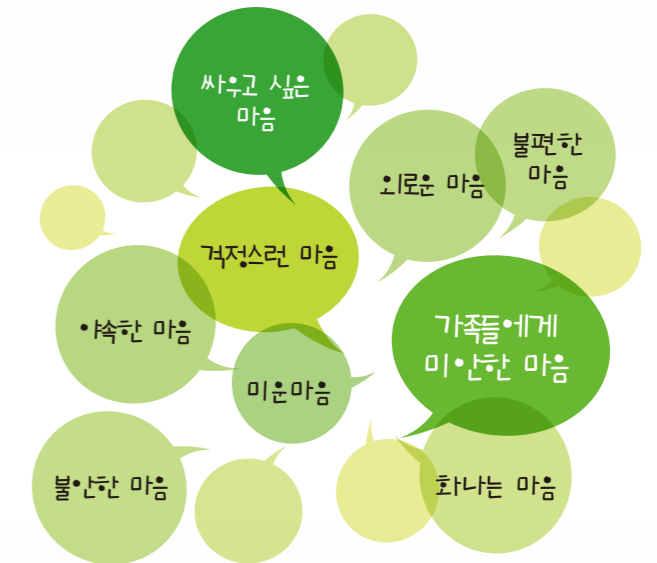 싸우고 싶은
마음
외로운 마음
불편한
마음
걱정스런 마음
야속한 마음
가족들에게
미안한 마음
미운마음
불안한 마음
화나는 마음